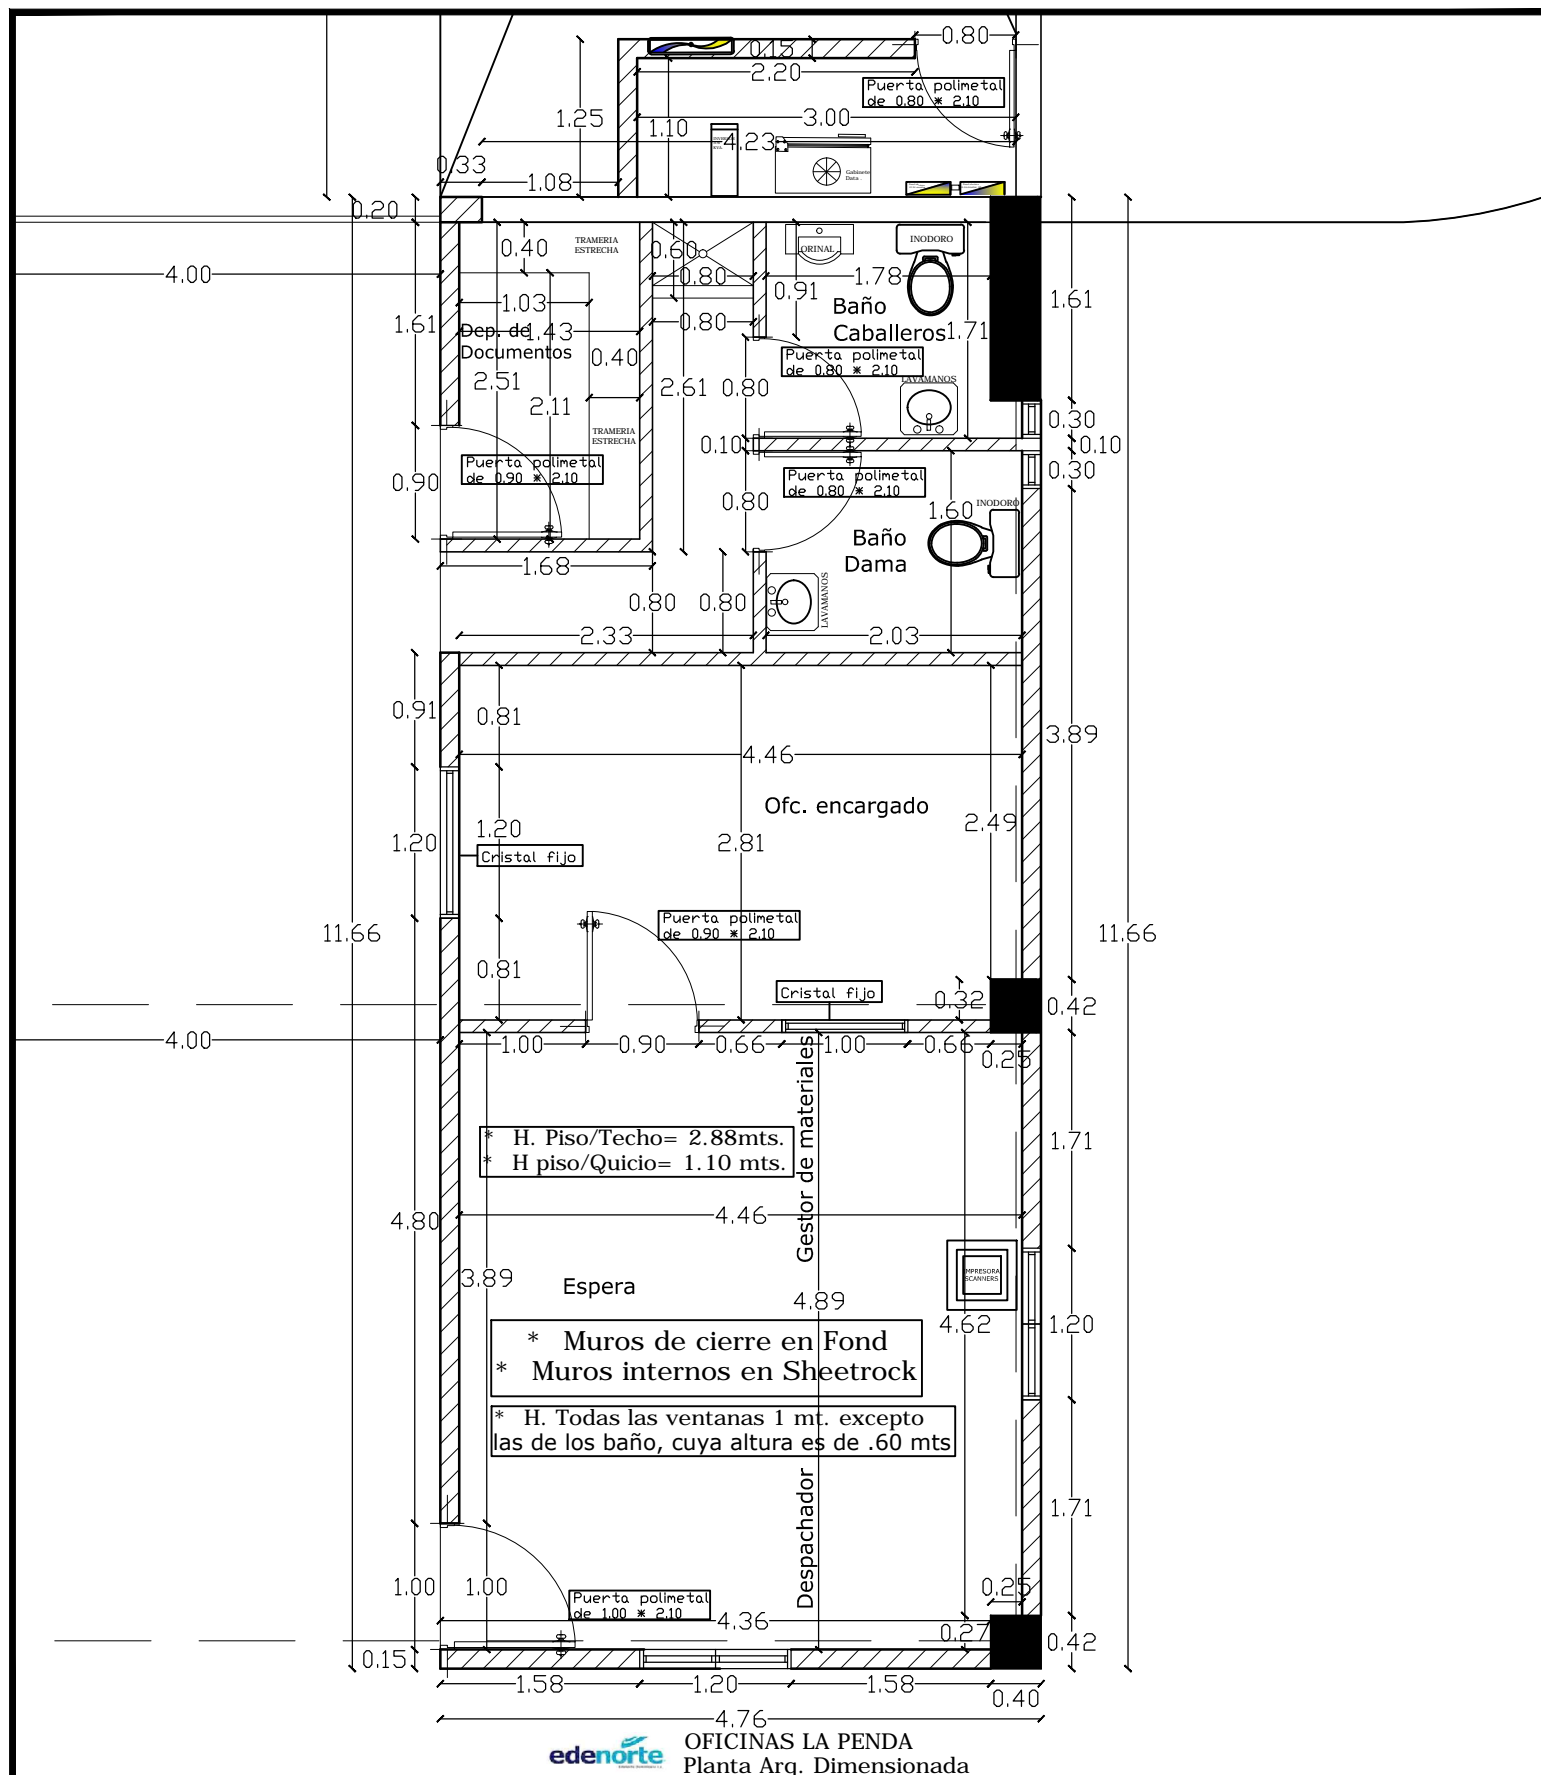 0.80
0.15
2.20
Puerta polimetal
de 0.80 * 2.10
1.25
1.10
3.00
4.23
Gabinete
Data .
0.33
1.08
0.20
TRAMERIA
ESTRECHA
0.40
0.60
ORINAL
INODORO
4.00
0.80
1.78
1.03
0.91
Baño
Caballeros
1.61
1.61
0.80
1.71
Dep. de
Documentos
1.43
0.40
Puerta polimetal
de 0.80 * 2.10
2.51
2.61
0.80
LAVAMANOS
2.11
0.30
TRAMERIA
ESTRECHA
0.10
0.10
Puerta polimetal
de 0.90 * 2.10
0.30
0.90
Puerta polimetal
de 0.80 * 2.10
0.80
1.60
INODORO
Baño
Dama
1.68
0.80
0.80
LAVAMANOS
2.33
2.03
0.91
0.81
3.89
4.46
Ofc. encargado
1.20
1.20
2.81
2.49
Cristal fijo
Puerta polimetal
de 0.90 * 2.10
11.66
11.66
0.81
Cristal fijo
0.32
0.42
4.00
1.00
0.90
0.66
1.00
0.66
0.25
Gestor de materiales
* H. Piso/Techo= 2.88mts.
* H piso/Quicio= 1.10 mts.
1.71
4.80
4.46
3.89
Espera
IMPRESORA
SCANNERS
4.89
4.62
1.20
* Muros de cierre en Fond
* Muros internos en Sheetrock
* H. Todas las ventanas 1 mt. excepto
las de los baño, cuya altura es de .60 mts
Despachador
1.71
1.00
1.00
Puerta polimetal
de 1.00 * 2.10
0.25
4.36
0.27
0.42
0.15
1.58
1.20
1.58
0.40
4.76
edenorte
OFICINAS LA PENDA
Planta Arq. Dimensionada